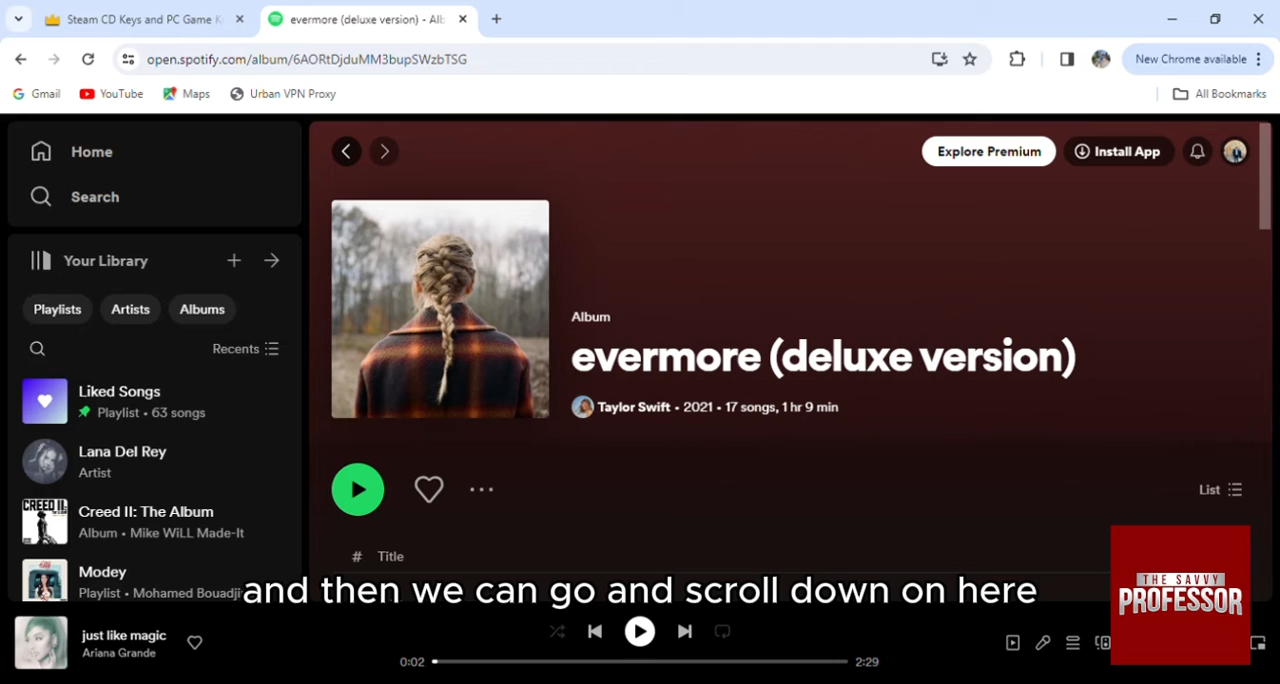 Steam CD Keys and PC Game K
evermore (deluxe version) - Alb
open.spotify.com/album/6AORtDjduMM3bupSWzbTSG
New Chrome available
Gmail
YouTube
Maps
Urban VPN Proxy
All Bookmarks
Home
Search
Your Library
Playlists
Artists
Albums
Recents
Liked Songs
Playlist • 63 songs
Lana Del Rey
Artist
CREED II:
Creed II: The Album
Album • Mike WiLL Made-It
Modey
Playlist • Mohamed Bouadji
Explore Premium
Install App
Album
evermore (deluxe version)
Taylor Swift • 2021 • 17 songs, 1 hr 9 min
List
# Title
and then we can go and scroll down on here
THE SAVVY
PROFESSOR
just like magic
Ariana Grande
0:02
2:29